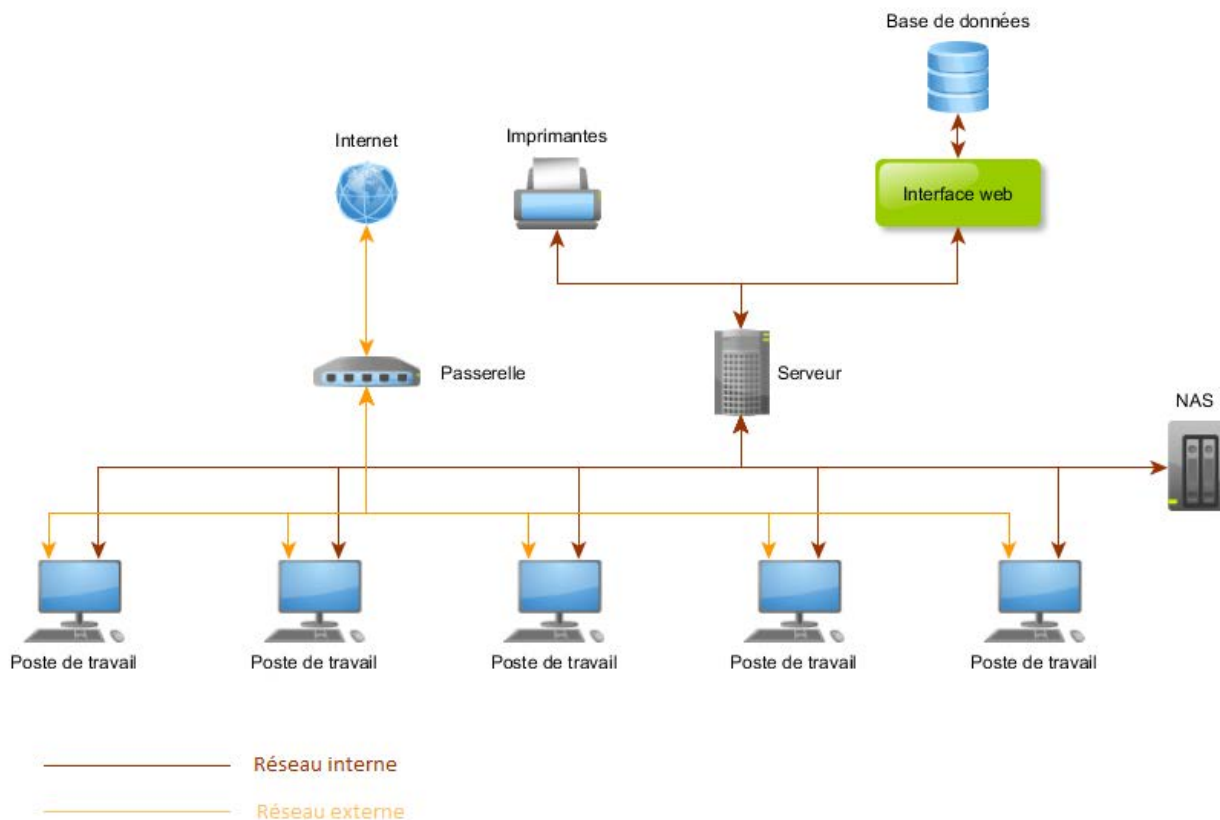 Base de données
Internet
Imprimantes
Interface web
Passerelle
Serveur
NAS
Poste de travail
Poste de travail
Poste de travail
Poste de travail
Poste de travail
Réseau interne
Réseau externe